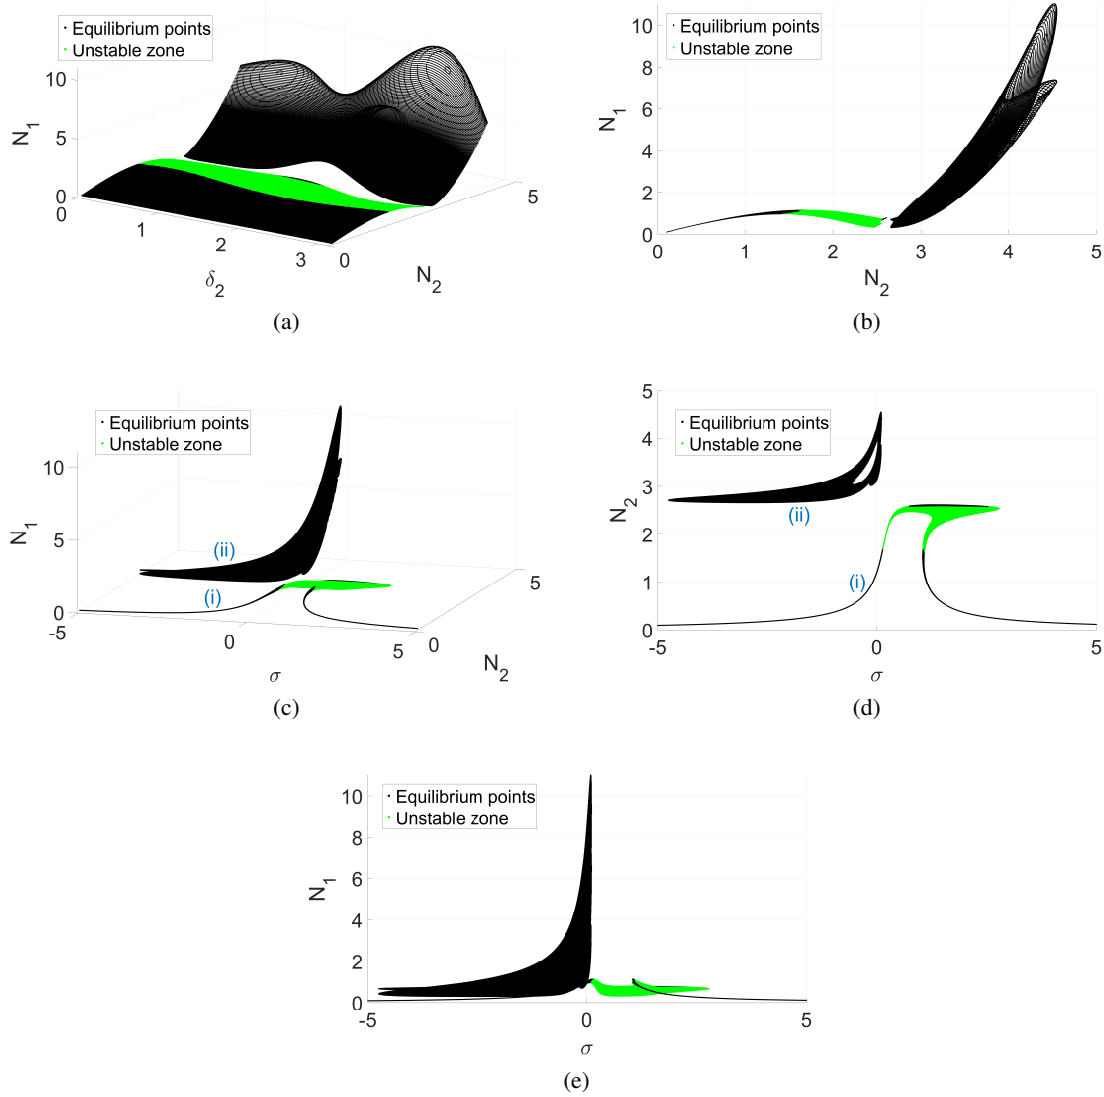 Equilibrium points
Unstable zone
10
5
0
N1
0
1
2
3
δ2
0
5
N2
(a)
Equilibrium points
Unstable zone
10
8
6
4
2
0
N1
0
1
2
3
4
5
N2
(b)
Equilibrium points
Unstable zone
10
5
0
N1
(ii)
(i)
-5
0
5
σ
0
5
N2
(c)
Equilibrium points
Unstable zone
5
4
3
2
1
0
N2
(ii)
(i)
-5
0
5
σ
(d)
Equilibrium points
Unstable zone
10
8
6
4
2
0
N1
-5
0
5
σ
(e)